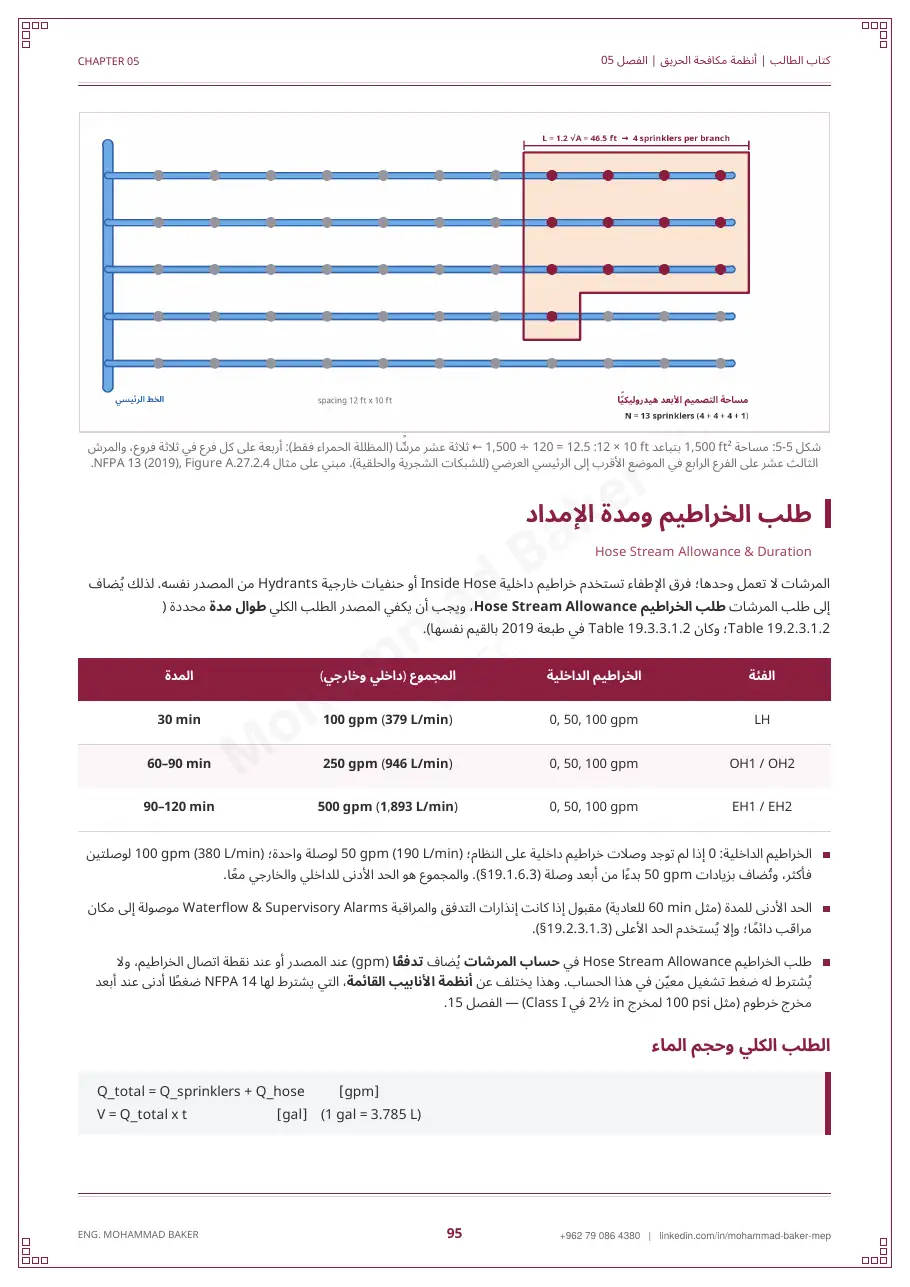 CHAPTER 05
كتاب الطالب | أنظمة مكافحة الحريق | الفصل 05
L = 1.2 √A = 46.5 ft → 4 sprinklers per branch
الخط الرئيسي
spacing 12 ft x 10 ft
مساحة التصميم الأبعد هيدروليكيًا
N = 13 sprinklers (4 + 4 + 4 + 1)
شكل 5-5: مساحة 1,500 ft² بتباعد 12 × 10 ft: 1,500 ÷ 120 = 12.5 ← ثلاثة عشر مرشًّا (المظللة الحمراء فقط): أربعة على كل فرع في ثلاثة فروع، والمرش
الثالث عشر على الفرع الرابع في الموضع الأقرب إلى الرئيسي العرضي (للشبكات الشجرية والحلقية). مبني على مثال NFPA 13 (2019), Figure A.27.2.4.
طلب الخراطيم ومدة الإمداد
Hose Stream Allowance & Duration
المرشات لا تعمل وحدها؛ فرق الإطفاء تستخدم خراطيم داخلية Inside Hose أو حنفيات خارجية Hydrants من المصدر نفسه. لذلك يُضاف
إلى طلب المرشات طلب الخراطيم Hose Stream Allowance، ويجب أن يكفي المصدر الطلب الكلي طوال مدة محددة (
Table 19.2.3.1.2؛ وكان Table 19.3.3.1.2 في طبعة 2019 بالقيم نفسها).
الفئة الخراطيم الداخلية المجموع (داخلي وخارجي) المدة
LH 0, 50, 100 gpm 100 gpm (379 L/min) 30 min
OH1 / OH2 0, 50, 100 gpm 250 gpm (946 L/min) 60–90 min
EH1 / EH2 0, 50, 100 gpm 500 gpm (1,893 L/min) 90–120 min
الخراطيم الداخلية: 0 إذا لم توجد وصلات خراطيم داخلية على النظام؛ 50 gpm (190 L/min) لوصلة واحدة؛ 100 gpm (380 L/min) لوصلتين
فأكثر، وتُضاف بزيادات 50 gpm بدءًا من أبعد وصلة (§19.1.6.3). والمجموع هو الحد الأدنى للداخلي والخارجي معًا.
الحد الأدنى للمدة (مثل 60 min للعادية) مقبول إذا كانت إنذارات التدفق والمراقبة Waterflow & Supervisory Alarms موصولة إلى مكان
مراقب دائمًا؛ وإلا يُستخدم الحد الأعلى (§19.2.3.1.3).
طلب الخراطيم Hose Stream Allowance في حساب المرشات يُضاف تدفقًا (gpm) عند المصدر أو عند نقطة اتصال الخراطيم، ولا
يُشترط له ضغط تشغيل معيّن في هذا الحساب. وهذا يختلف عن أنظمة الأنابيب القائمة، التي يشترط لها NFPA 14 ضغطًا أدنى عند أبعد
مخرج خرطوم (مثل 100 psi لمخرج 2½ in في Class I) — الفصل 15.
الطلب الكلي وحجم الماء
Q_total = Q_sprinklers + Q_hose [gpm]
V = Q_total x t [gal] (1 gal = 3.785 L)
ENG. MOHAMMAD BAKER
95
+962 79 086 4380 | linkedin.com/in/mohammad-baker-mep